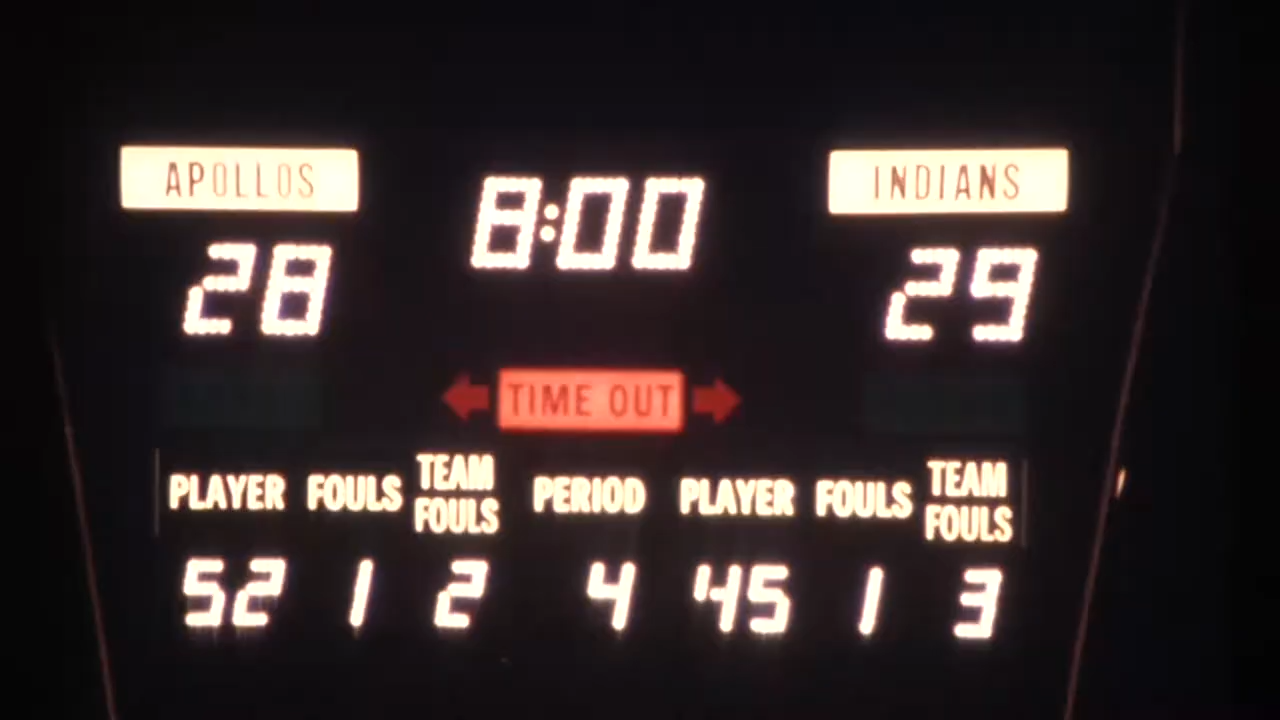 APOLLOS 8:00 INDIANS
28 29
TIME OUT
PLAYER FOULS TEAM FOULS PERIOD PLAYER FOULS TEAM FOULS
52 1 2 4 45 1 3